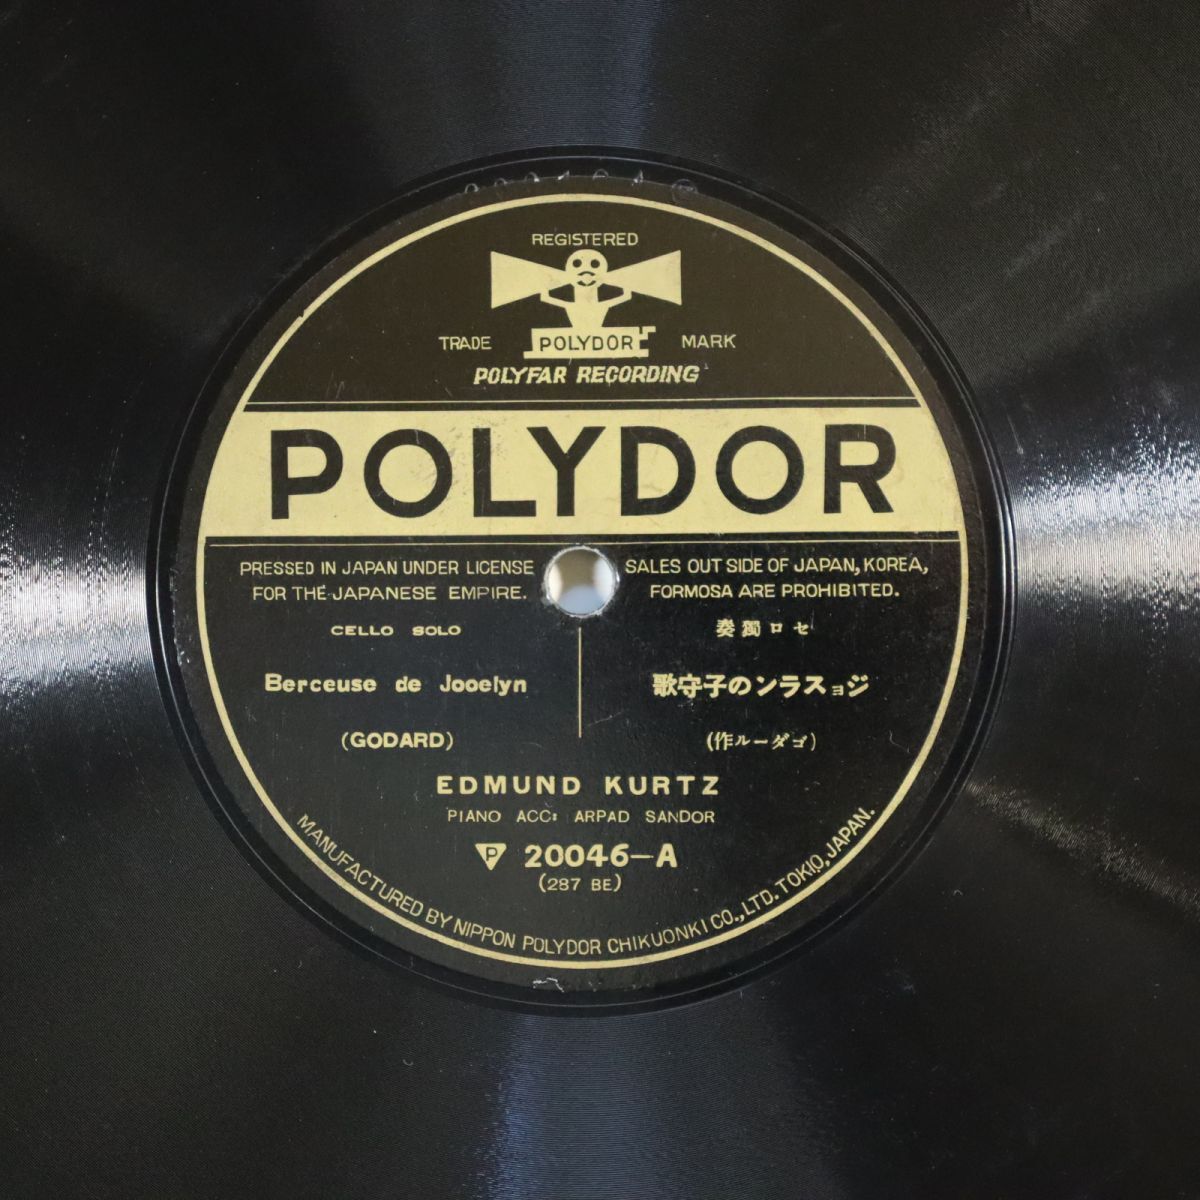 REGISTERED
TRADE MARK
POLYDOR
POLYFAR RECORDING
POLYDOR
PRESSED IN JAPAN UNDER LICENSE
FOR THE JAPANESE EMPIRE.
SALES OUT SIDE OF JAPAN, KOREA,
FORMOSA ARE PROHIBITED.
CELLO SOLO
セロ獨奏
Berceuse de Jooelyn
ジョスランの子守歌
(GODARD)
(ゴダール作)
EDMUND KURTZ
PIANO ACC: ARPAD SANDOR
P 20046-A
(287 BE)
MANUFACTURED BY NIPPON POLYDOR CHIKUONKI CO., LTD. TOKIO, JAPAN.